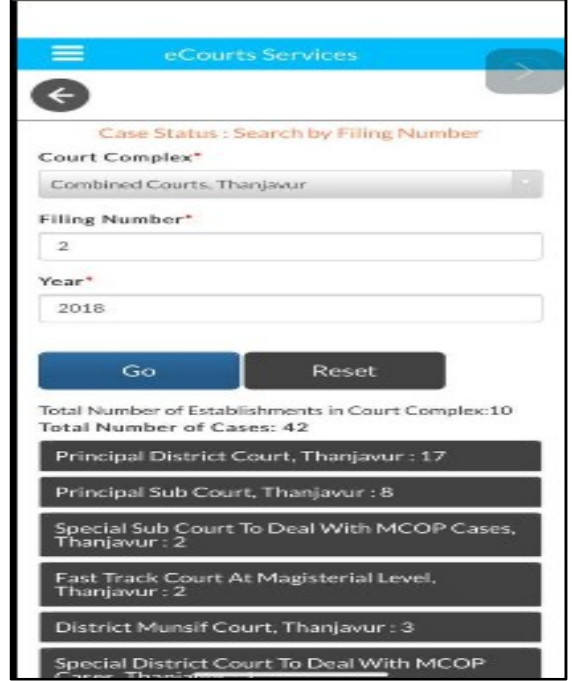 eCourts Services
Case Status : Search by Filing Number
Court Complex*
Combined Courts, Thanjavur
Filing Number*
2
Year*
2018
Go Reset
Total Number of Establishments in Court Complex:10
Total Number of Cases: 42
Principal District Court, Thanjavur : 17
Principal Sub Court, Thanjavur : 8
Special Sub Court To Deal With MCOP Cases,
Thanjavur : 2
Fast Track Court At Magisterial Level,
Thanjavur : 2
District Munsif Court, Thanjavur : 3
Special District Court To Deal With MCOP